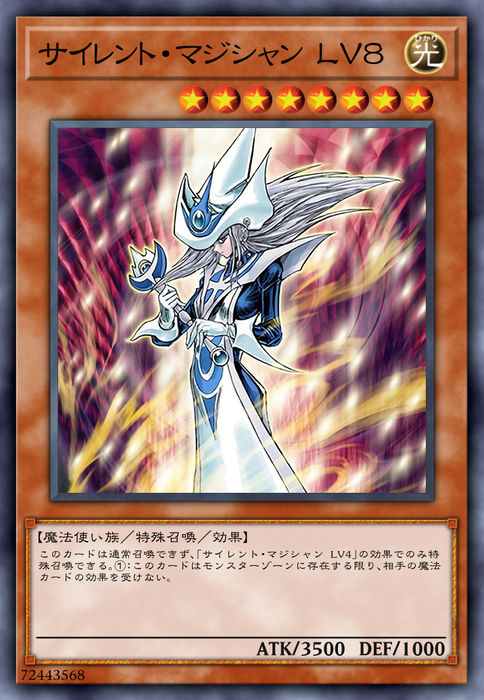 サイレント・マジシャン LV8
ひかり
光
【魔法使い族／特殊召喚／効果】
このカードは通常召喚できず、「サイレント・マジシャン LV4」の効果でのみ特
殊召喚できる。①：このカードはモンスターゾーンに存在する限り、相手の魔法
カードの効果を受けない。
ATK/3500 DEF/1000
72443568